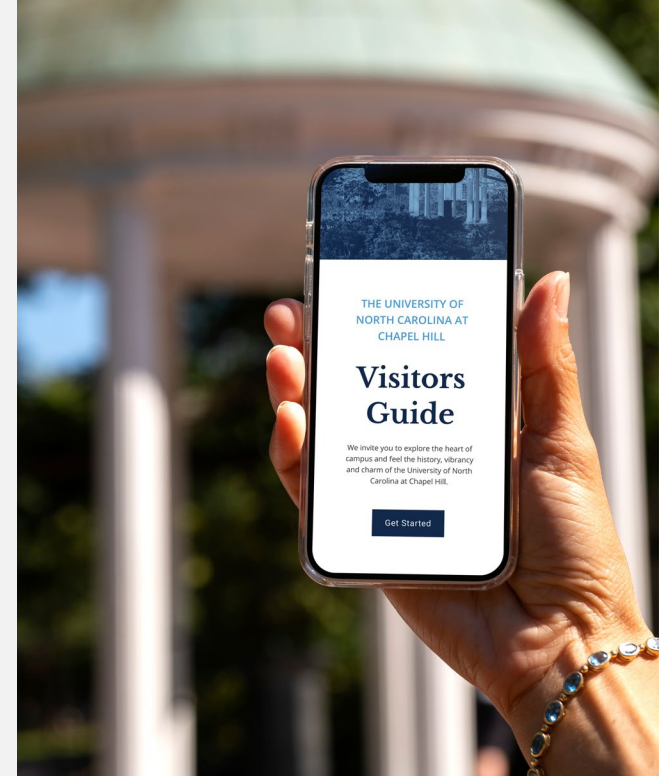 THE UNIVERSITY OF
NORTH CAROLINA AT
CHAPEL HILL
Visitors
Guide
We invite you to explore the heart of
campus and feel the history, vibrancy
and charm of the University of North
Carolina at Chapel Hill.
Get Started